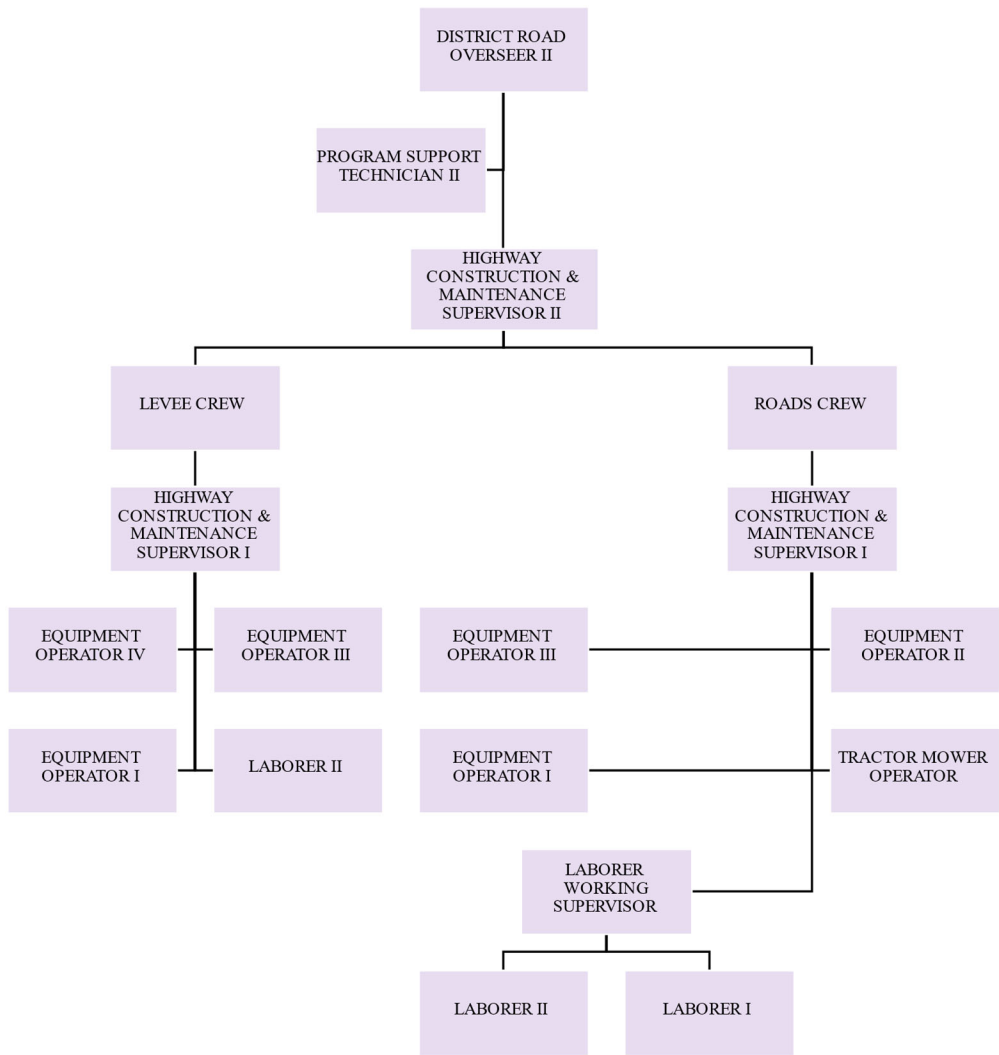 DISTRICT ROAD
OVERSEER II
PROGRAM SUPPORT
TECHNICIAN II
HIGHWAY
CONSTRUCTION &
MAINTENANCE
SUPERVISOR II
LEVEE CREW
ROADS CREW
HIGHWAY
CONSTRUCTION &
MAINTENANCE
SUPERVISOR I
HIGHWAY
CONSTRUCTION &
MAINTENANCE
SUPERVISOR I
EQUIPMENT
OPERATOR IV
EQUIPMENT
OPERATOR III
EQUIPMENT
OPERATOR III
EQUIPMENT
OPERATOR II
EQUIPMENT
OPERATOR I
LABORER II
EQUIPMENT
OPERATOR I
TRACTOR MOWER
OPERATOR
LABORER
WORKING
SUPERVISOR
LABORER II
LABORER I